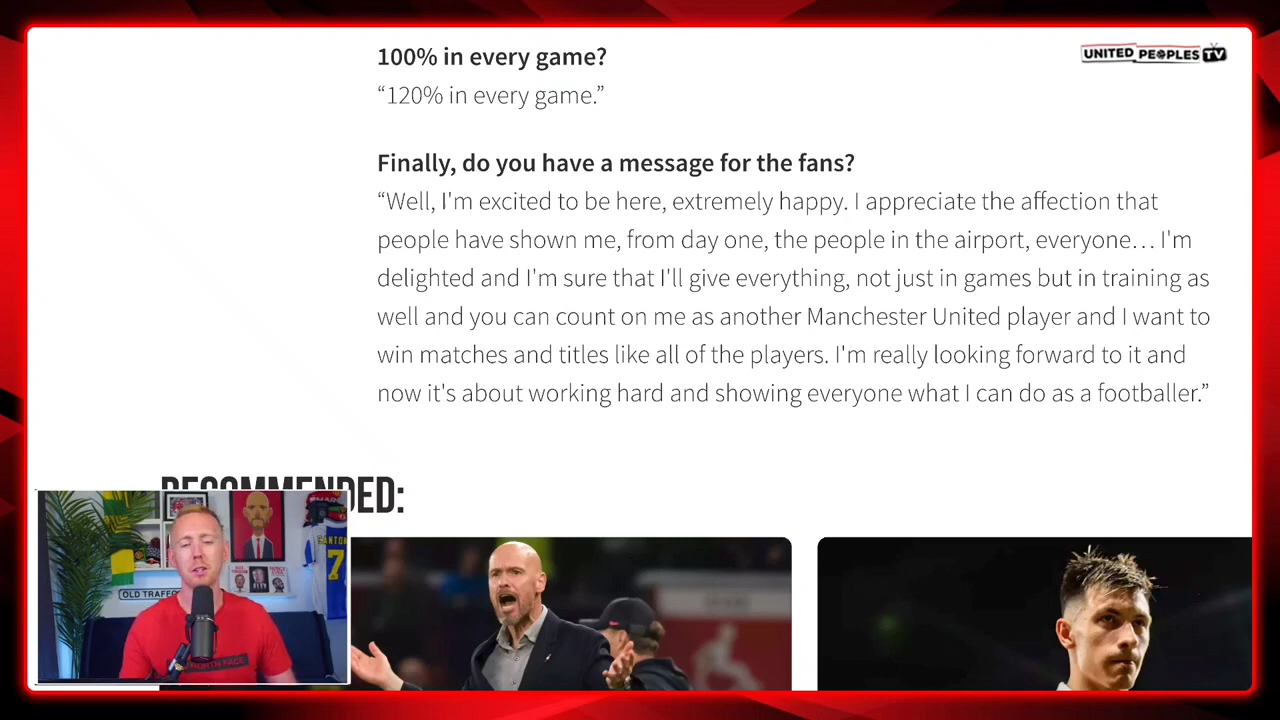 100% in every game?
UNITED PEOPLES TV
“120% in every game.”
Finally, do you have a message for the fans?
“Well, I'm excited to be here, extremely happy. I appreciate the affection that
people have shown me, from day one, the people in the airport, everyone… I'm
delighted and I'm sure that I'll give everything, not just in games but in training as
well and you can count on me as another Manchester United player and I want to
win matches and titles like all of the players. I'm really looking forward to it and
now it's about working hard and showing everyone what I can do as a footballer.”
RECOMMENDED:
7
OLD TRAFFO
NORTH FACE